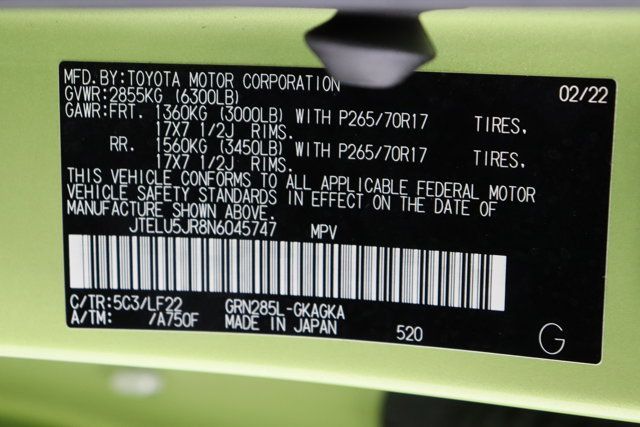 MFD.BY:TOYOTA MOTOR CORPORATION 02/22
GVWR:2855KG (6300LB)
GAWR:FRT. 1360KG (3000LB) WITH P265/70R17 TIRES,
17X7 1/2J RIMS.
RR. 1560KG (3450LB) WITH P265/70R17 TIRES,
17X7 1/2J RIMS.
THIS VEHICLE CONFORMS TO ALL APPLICABLE FEDERAL MOTOR
VEHICLE SAFETY STANDARDS IN EFFECT ON THE DATE OF
MANUFACTURE SHOWN ABOVE.
JTELU5JR8N6045747 MPV
C/TR:5C3/LF22 GRN285L-GKAGKA
A/TM: /A750F MADE IN JAPAN 520 G